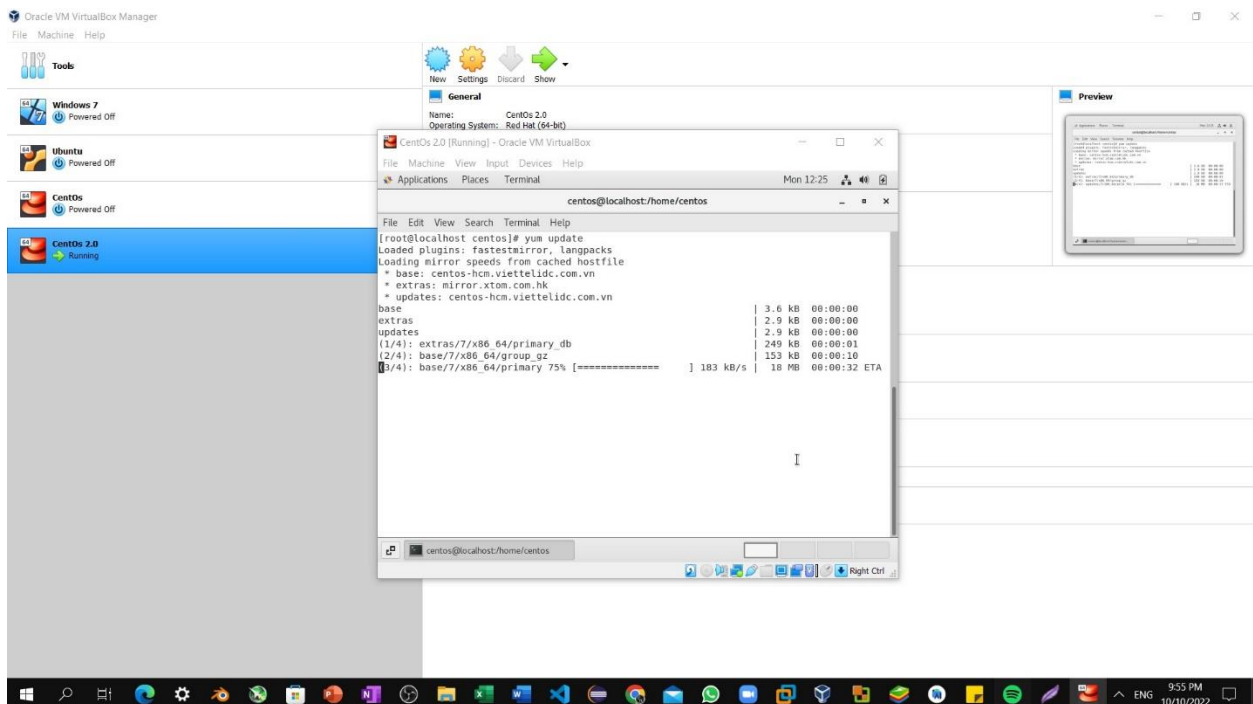 Oracle VM VirtualBox Manager
File Machine Help
Tools
New Settings Discard Show
Windows 7
Powered Off
Ubuntu
Powered Off
CentOs
Powered Off
CentOs 2.0
Running
General
Name: CentOs 2.0
Operating System: Red Hat (64-bit)
Preview
CentOs 2.0 [Running] - Oracle VM VirtualBox
File Machine View Input Devices Help
Applications Places Terminal Mon 12:25
centos@localhost:/home/centos
File Edit View Search Terminal Help
[root@localhost centos]# yum update
Loaded plugins: fastestmirror, langpacks
Loading mirror speeds from cached hostfile
* base: centos-hcm.viettelidc.com.vn
* extras: mirror.xtom.com.hk
* updates: centos-hcm.viettelidc.com.vn
base | 3.6 kB 00:00:00
extras | 2.9 kB 00:00:00
updates | 2.9 kB 00:00:00
(1/4): extras/7/x86_64/primary_db | 249 kB 00:00:01
(2/4): base/7/x86_64/group_gz | 153 kB 00:00:10
(3/4): base/7/x86_64/primary 75% [============== ] 183 kB/s | 18 MB 00:00:32 ETA
centos@localhost:/home/centos
Right Ctrl
ENG 9:55 PM
10/10/2022